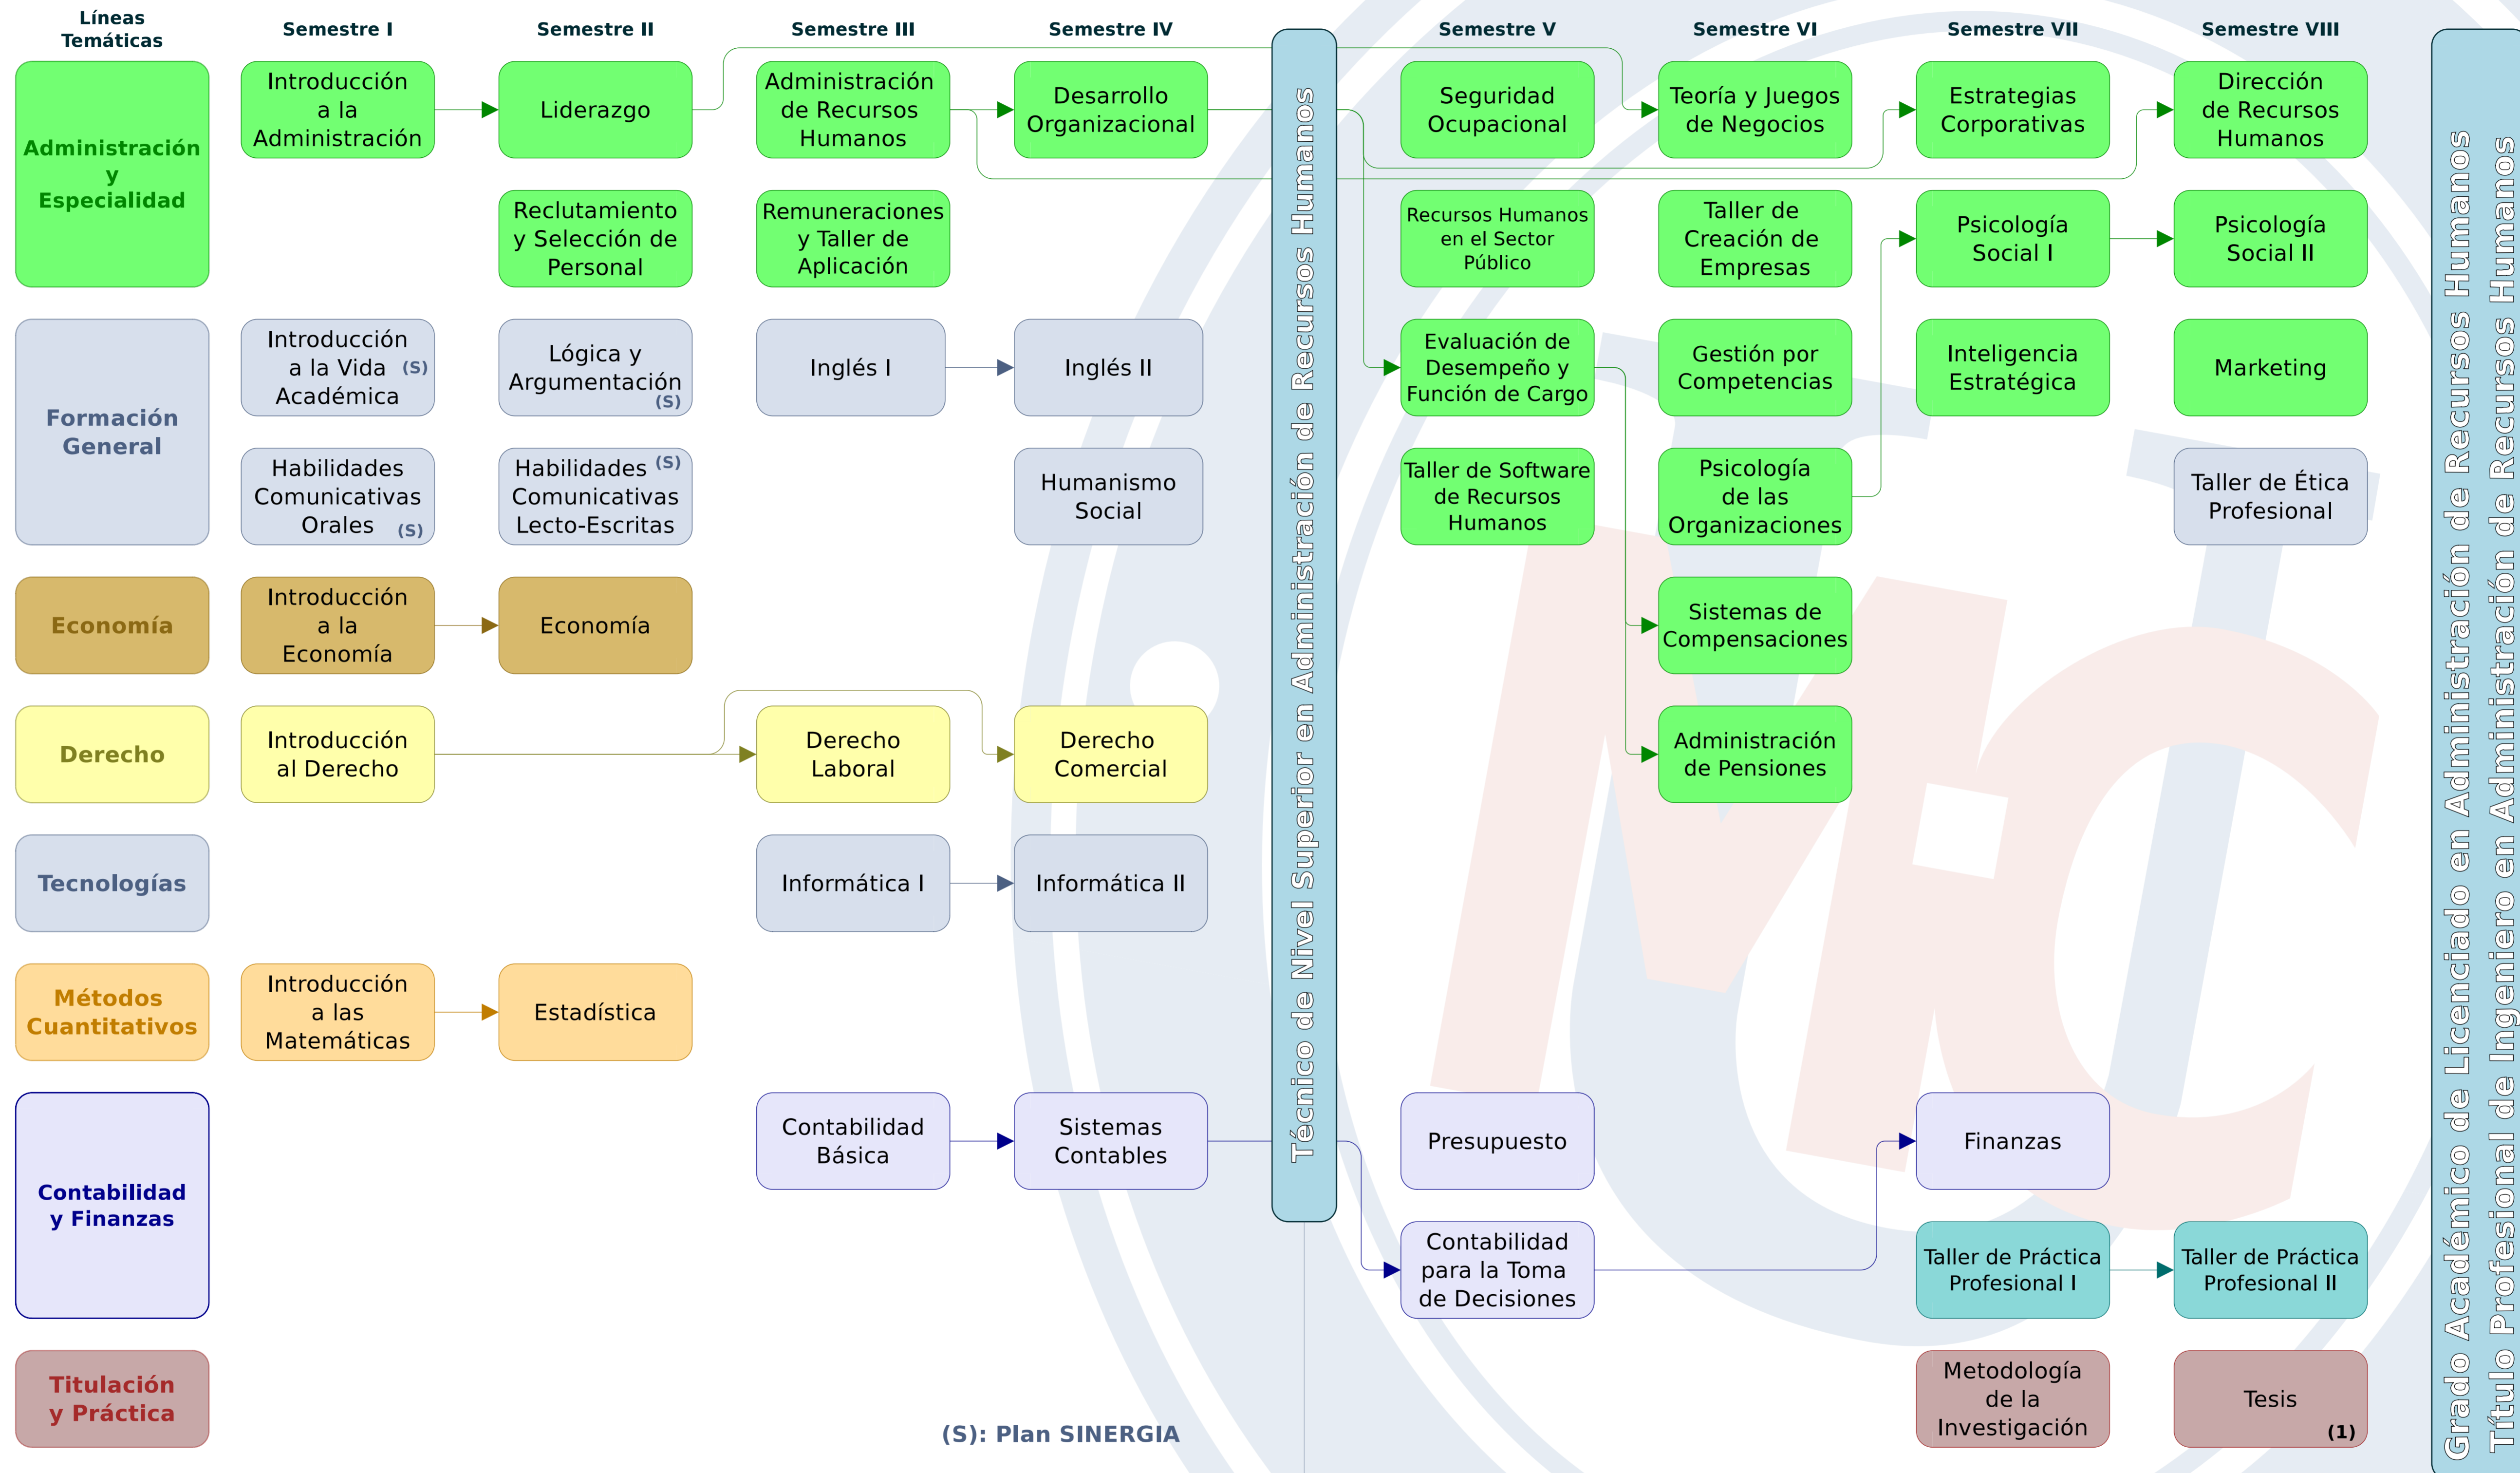 Líneas
Temáticas
Semestre I
Semestre II
Semestre III
Semestre IV
Semestre V
Semestre VI
Semestre VII
Semestre VIII
Administración
y
Especialidad
Introducción
a la
Administración
Liderazgo
Administración
de Recursos
Humanos
Desarrollo
Organizacional
Seguridad
Ocupacional
Teoría y Juegos
de Negocios
Estrategias
Corporativas
Dirección
de Recursos
Humanos
Reclutamiento
y Selección de
Personal
Remuneraciones
y Taller de
Aplicación
Recursos Humanos
en el Sector
Público
Taller de
Creación de
Empresas
Psicología
Social I
Psicología
Social II
Formación
General
Introducción
a la Vida (S)
Académica
Lógica y
Argumentación
(S)
Inglés I
Inglés II
Evaluación de
Desempeño y
Función de Cargo
Gestión por
Competencias
Inteligencia
Estratégica
Marketing
Habilidades
Comunicativas
Orales (S)
Habilidades (S)
Comunicativas
Lecto-Escritas
Humanismo
Social
Taller de Software
de Recursos
Humanos
Psicología
de las
Organizaciones
Taller de Ética
Profesional
Economía
Introducción
a la
Economía
Economía
Sistemas de
Compensaciones
Derecho
Introducción
al Derecho
Derecho
Laboral
Derecho
Comercial
Administración
de Pensiones
Tecnologías
Informática I
Informática II
Métodos
Cuantitativos
Introducción
a las
Matemáticas
Estadística
Contabilidad
y Finanzas
Contabilidad
Básica
Sistemas
Contables
Presupuesto
Finanzas
Contabilidad
para la Toma
de Decisiones
Taller de Práctica
Profesional I
Taller de Práctica
Profesional II
Titulación
y Práctica
Metodología
de la
Investigación
Tesis
(1)
(S): Plan SINERGIA
Técnico de Nivel Superior en Administración de Recursos Humanos
Grado Académico de Licenciado en Administración de Recursos Humanos
Título Profesional de Ingeniero en Administración de Recursos Humanos